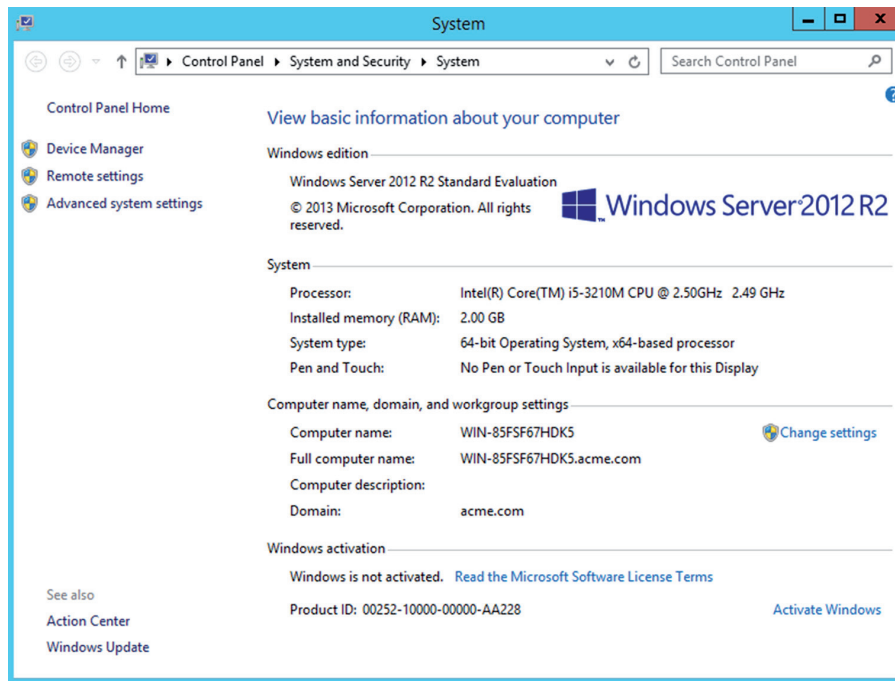 System
Control Panel
System and Security
System
Search Control Panel
Control Panel Home
Device Manager
Remote settings
Advanced system settings
See also
Action Center
Windows Update
View basic information about your computer
Windows edition
Windows Server 2012 R2 Standard Evaluation
© 2013 Microsoft Corporation. All rights
reserved.
Windows Server 2012 R2
System
Processor: Intel(R) Core(TM) i5-3210M CPU @ 2.50GHz 2.49 GHz
Installed memory (RAM): 2.00 GB
System type: 64-bit Operating System, x64-based processor
Pen and Touch: No Pen or Touch Input is available for this Display
Computer name, domain, and workgroup settings
Computer name: WIN-85FSF67HDK5 Change settings
Full computer name: WIN-85FSF67HDK5.acme.com
Computer description:
Domain: acme.com
Windows activation
Windows is not activated. Read the Microsoft Software License Terms
Product ID: 00252-10000-00000-AA228 Activate Windows